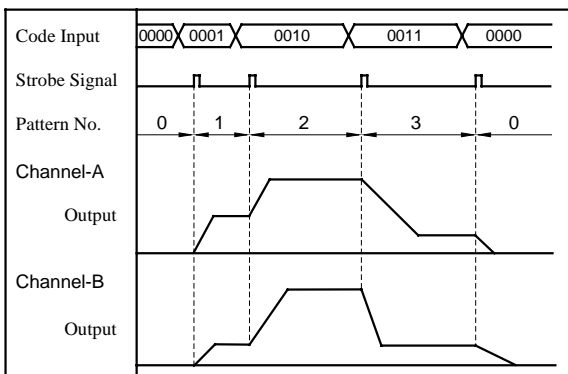 Code Input 0000 0001 0010 0011 0000
Strobe Signal
Pattern No. 0 1 2 3 0
Channel-A
Output
Channel-B
Output